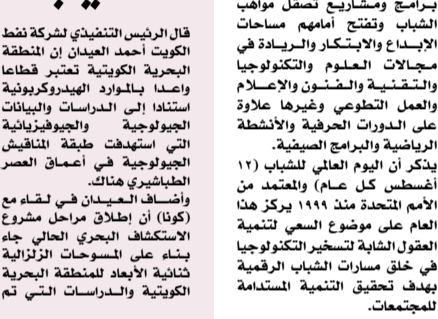 برامج ومشاريع تصقل مواهب
الشباب وتفتح أمامهم مساحات
الإبداع والابتكار والريادة في
مجالات العلوم والتكنولوجيا
والتقنية والفنون والإعلام
والعمل التطوعي وغيرها علاوة
على الدورات الحرفية والأنشطة
الرياضية والبرامج الصيفية.
يذكر أن اليوم العالمي للشباب (١٢
أغسطس كل عام) والمعتمد من
الأمم المتحدة منذ ١٩٩٩ يركز هذا
العام على موضوع السعي لتنمية
العقول الشابة لتسخير التكنولوجيا
في خلق مسارات الشباب الرقمية
بهدف تحقيق التنمية المستدامة
للمجتمعات.
قال الرئيس التنفيذي لشركة نفط
الكويت أحمد العيدان إن المنطقة
البحرية الكويتية تعتبر قطاعا
واعدا بالموارد الهيدروكربونية
استنادا إلى الدراسات والبيانات
الجيولوجية والجيوفيزيائية
التي استهدفت طبقة المناقيش
الجيولوجية في أعماق العصر
الطباشيري هناك.
وأضاف العيدان في لقاء مع
(كونا) أن إطلاق مراحل مشروع
الاستكشاف البحري الحالي جاء
بناء على المسوحات الزلزالية
ثنائية الأبعاد للمنطقة البحرية
الكويتية والدراسات التي تم